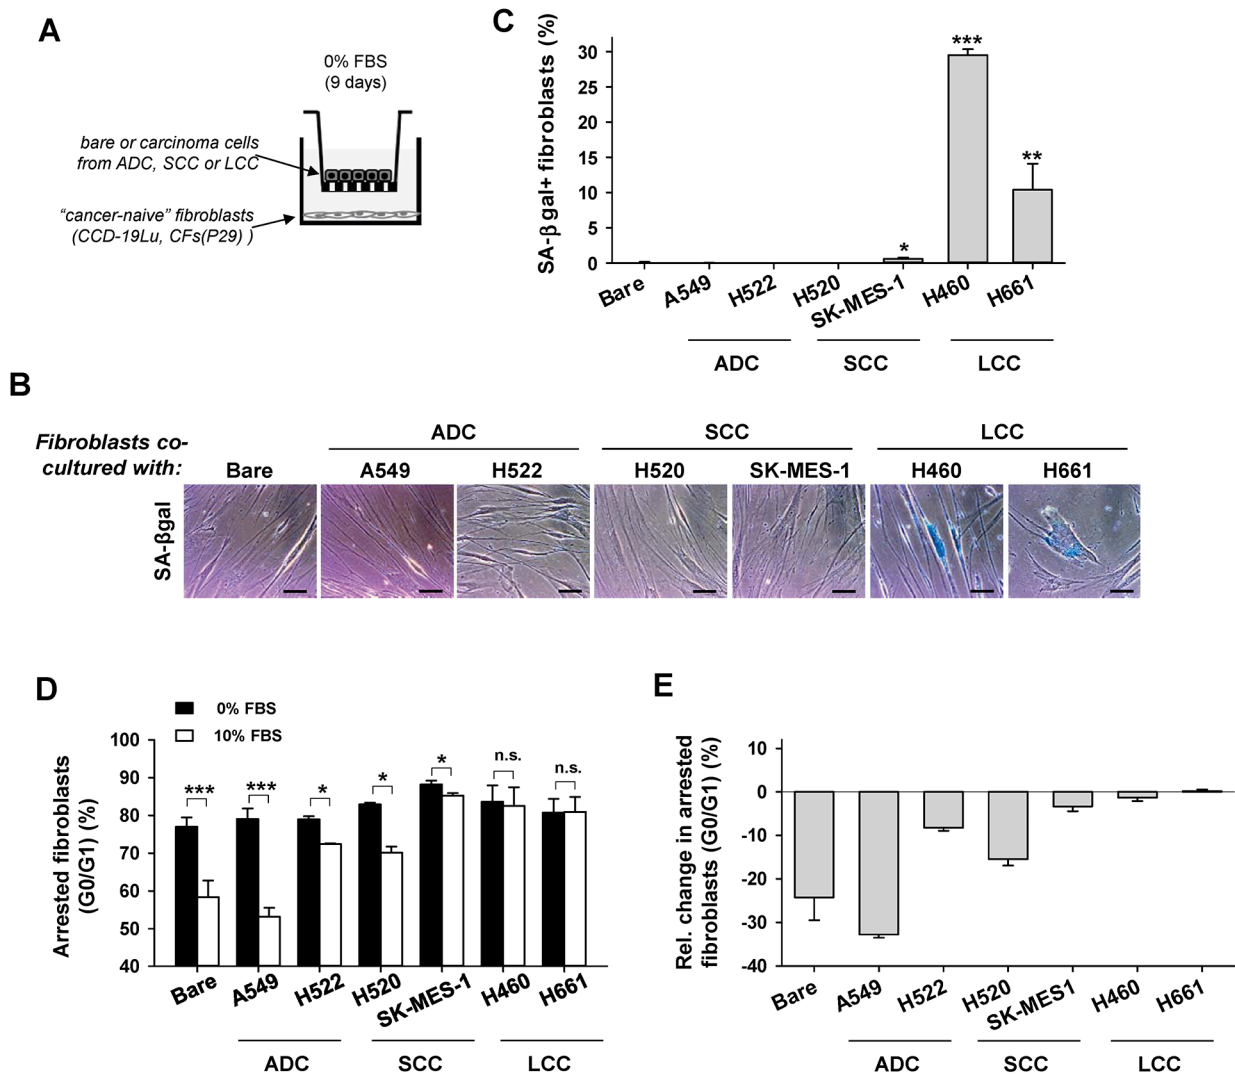 A
0% FBS
(9 days)
bare or carcinoma cells
from ADC, SCC or LCC
“cancer-naive” fibroblasts
(CCD-19Lu, CFs(P29) )
C
SA-β gal+ fibroblasts (%)
30
25
20
15
10
5
0
***
**
*
Bare
A549
H522
H520
SK-MES-1
H460
H661
ADC
SCC
LCC
B
Fibroblasts co-
cultured with:
ADC
SCC
LCC
Bare
A549
H522
H520
SK-MES-1
H460
H661
SA-βgal
D
0% FBS
10% FBS
Arrested fibroblasts
(G0/G1) (%)
100
90
80
70
60
50
40
***
***
*
*
*
n.s.
n.s.
Bare
A549
H522
H520
SK-MES-1
H460
H661
ADC
SCC
LCC
E
Rel. change in arrested
fibroblasts (G0/G1) (%)
10
0
-10
-20
-30
-40
Bare
A549
H522
H520
SK-MES1
H460
H661
ADC
SCC
LCC